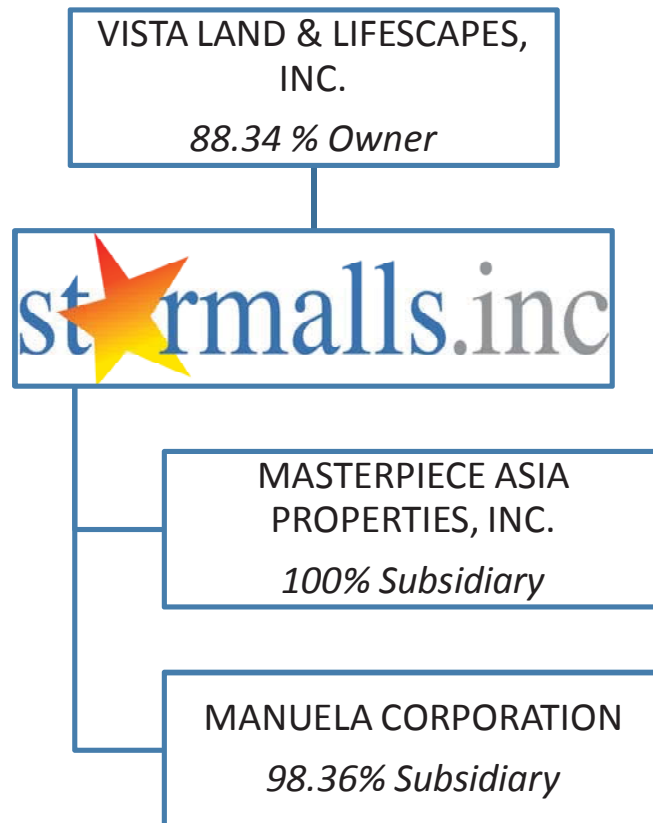 VISTA LAND & LIFESCAPES,
INC.
88.34 % Owner
starmalls.inc
MASTERPIECE ASIA
PROPERTIES, INC.
100% Subsidiary
MANUELA CORPORATION
98.36% Subsidiary